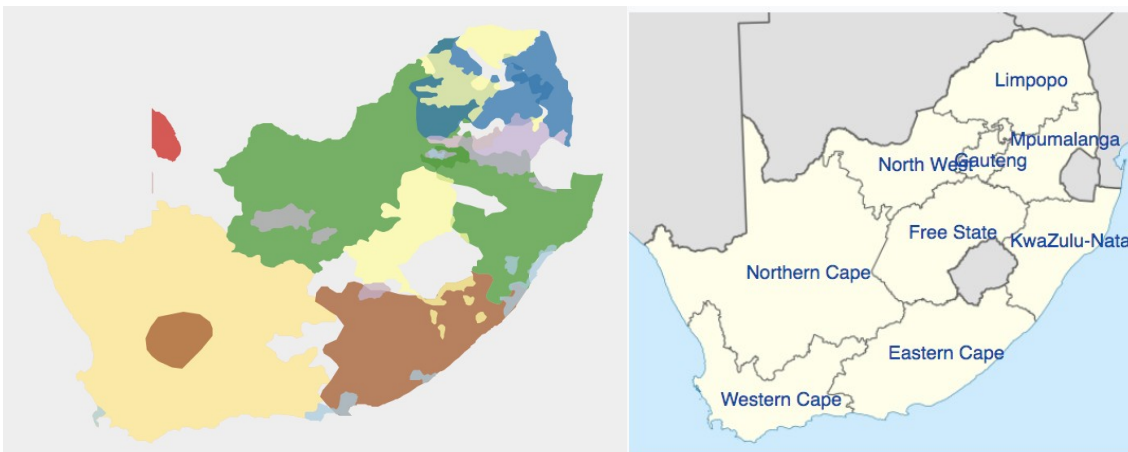 Limpopo
Mpumalanga
North West
Gauteng
Free State
KwaZulu-Nata
Northern Cape
Eastern Cape
Western Cape